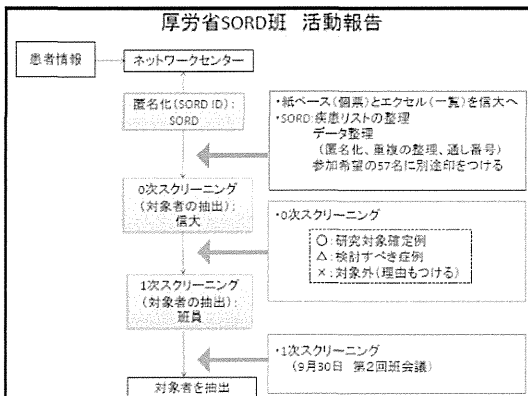 厚労省SORD班 活動報告
患者情報
ネットワークセンター
匿名化(SORD ID):
SORD
・紙ベース(個票)とエクセル(一覧)を信大へ
・SORD:疾患リストの整理
データ整理
(匿名化、重複の整理、通し番号)
参加希望の57名に別途印をつける
0次スクリーニング
(対象者の抽出):
信大
・0次スクリーニング
○:研究対象確定例
△:検討すべき症例
×:対象外(理由もつける)
1次スクリーニング
(対象者の抽出):
班員
・1次スクリーニング
(9月30日 第2回班会議)
対象者を抽出